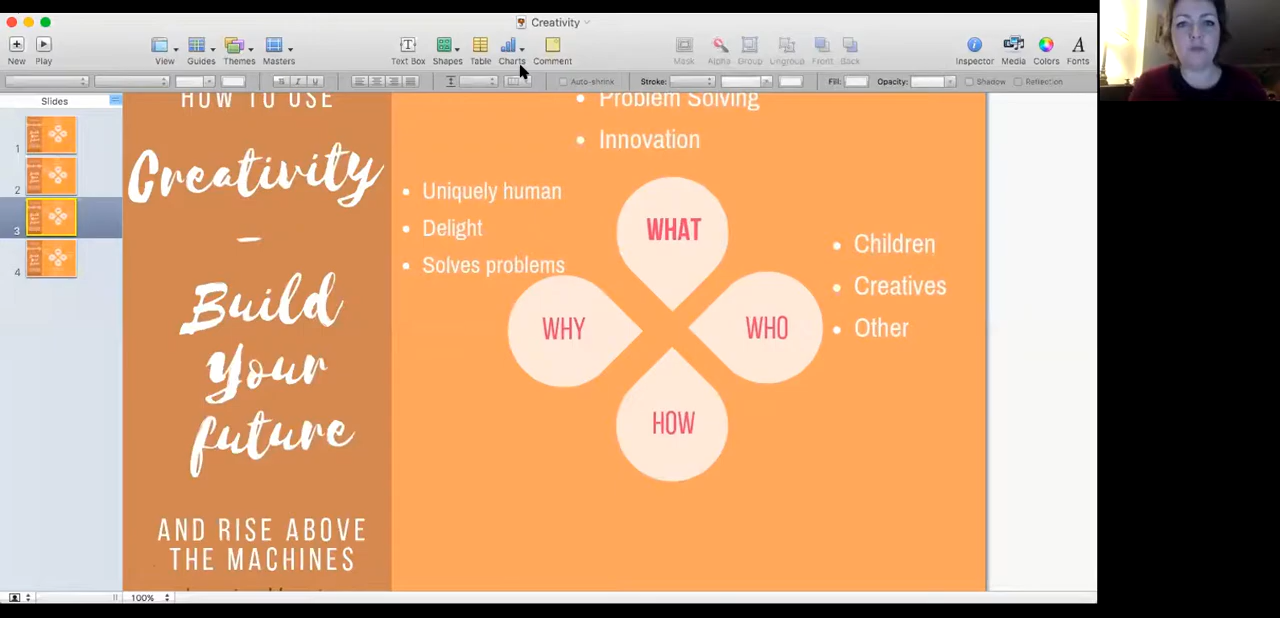 Creativity
New
Play
View
Guides
Themes
Masters
Text Box
Shapes
Table
Charts
Comment
Mask
Alpha
Group
Ungroup
Front
Back
Inspector
Media
Colors
Fonts
B I U
Auto-shrink
Stroke:
Fill:
Opacity:
Shadow
Reflection
Slides
1
2
3
4
HOW TO USE
Creativity
–
Build
Your
future
AND RISE ABOVE
THE MACHINES
• Problem Solving
• Innovation
• Uniquely human
• Delight
• Solves problems
WHAT
WHY
WHO
HOW
• Children
• Creatives
• Other
100%